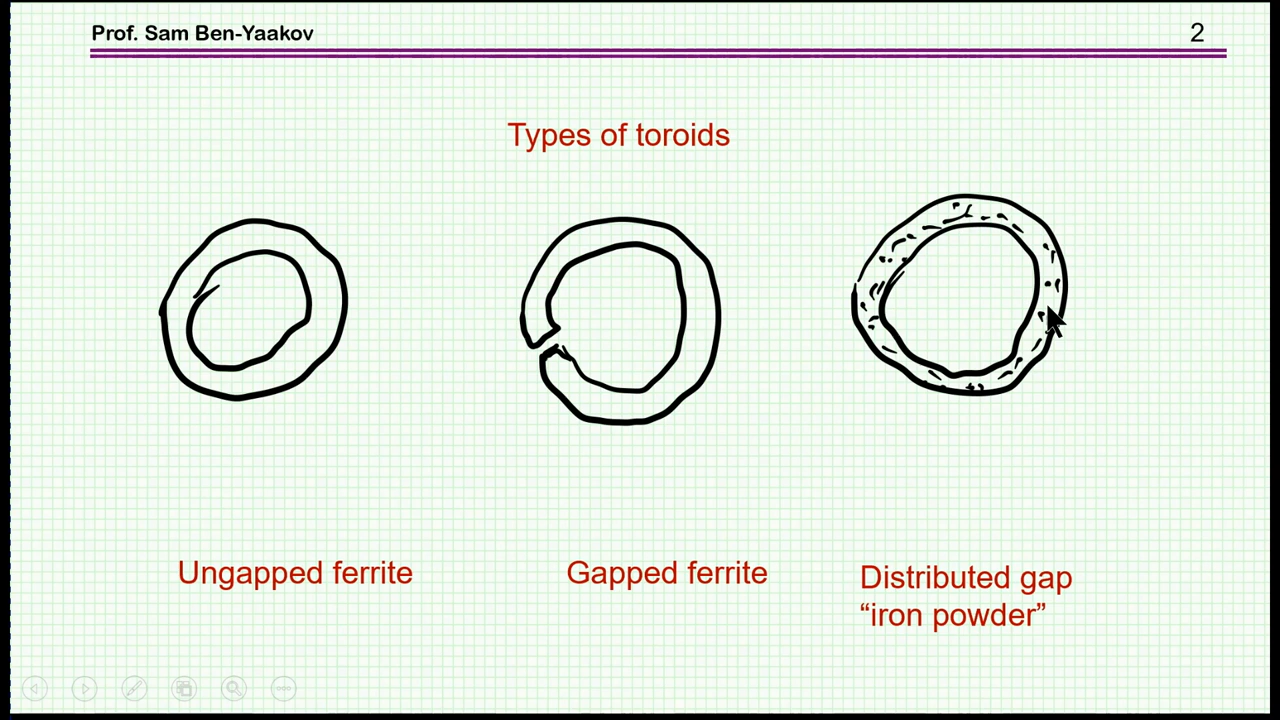 Prof. Sam Ben-Yaakov
2
Types of toroids
Ungapped ferrite
Gapped ferrite
Distributed gap
“iron powder”